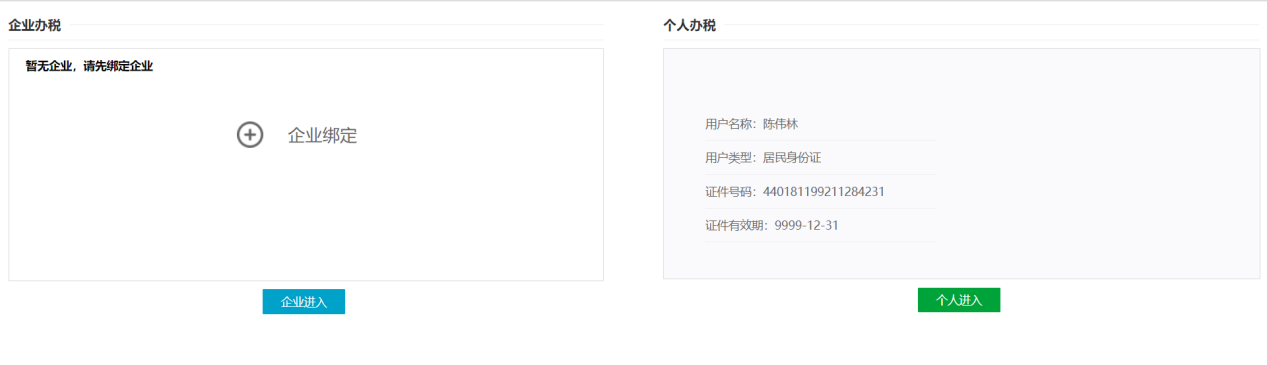 企业办税
暂无企业，请先绑定企业
企业绑定
企业进入
个人办税
用户名称：陈伟林
用户类型：居民身份证
证件号码：440181199211284231
证件有效期：9999-12-31
个人进入